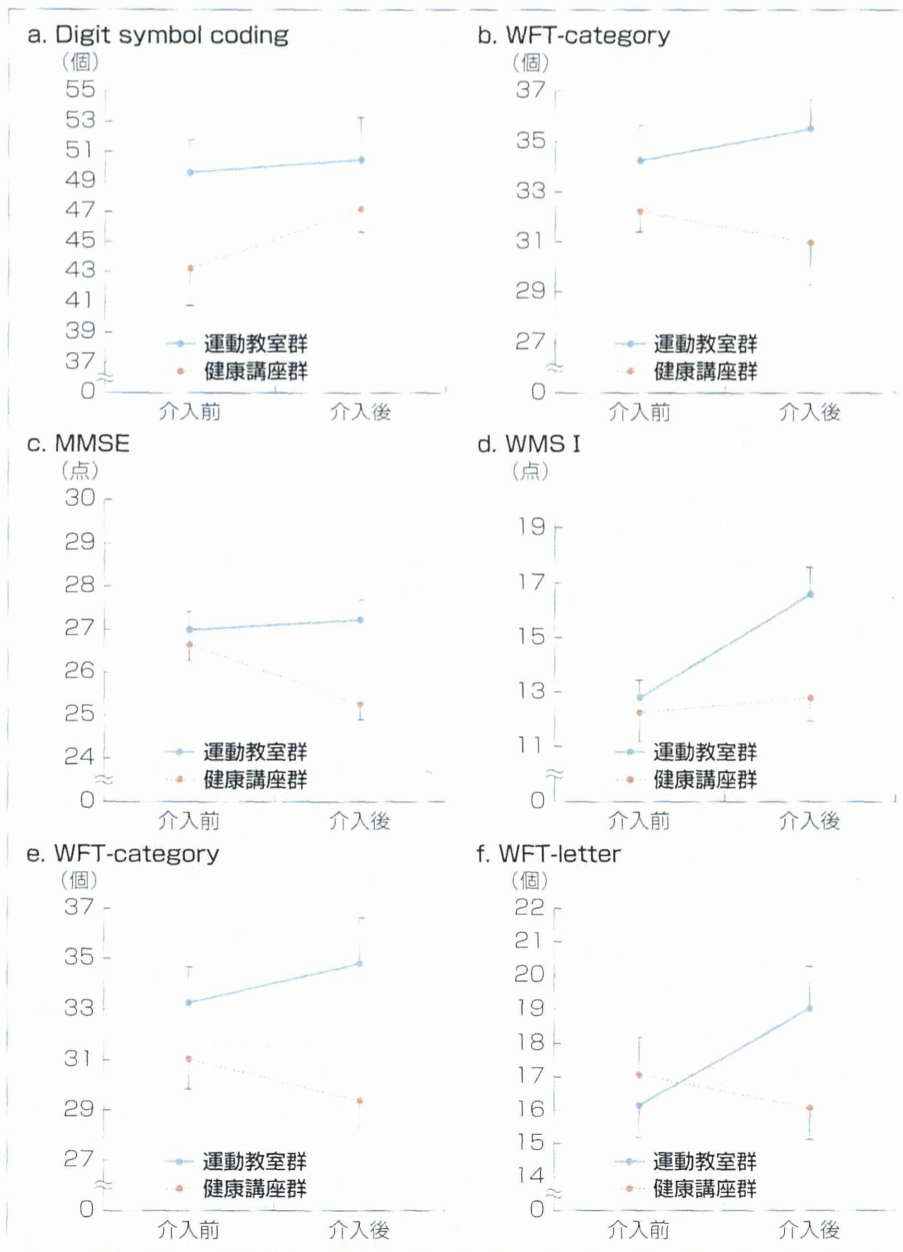 a. Digit symbol coding
(個)
55
53
51
49
47
45
43
41
39
37
0
運動教室群
健康講座群
介入前 介入後
b. WFT-category
(個)
37
35
33
31
29
27
0
運動教室群
健康講座群
介入前 介入後
c. MMSE
(点)
30
29
28
27
26
25
24
0
運動教室群
健康講座群
介入前 介入後
d. WMS I
(点)
19
17
15
13
11
0
運動教室群
健康講座群
介入前 介入後
e. WFT-category
(個)
37
35
33
31
29
27
0
運動教室群
健康講座群
介入前 介入後
f. WFT-letter
(個)
22
21
20
19
18
17
16
15
14
0
運動教室群
健康講座群
介入前 介入後